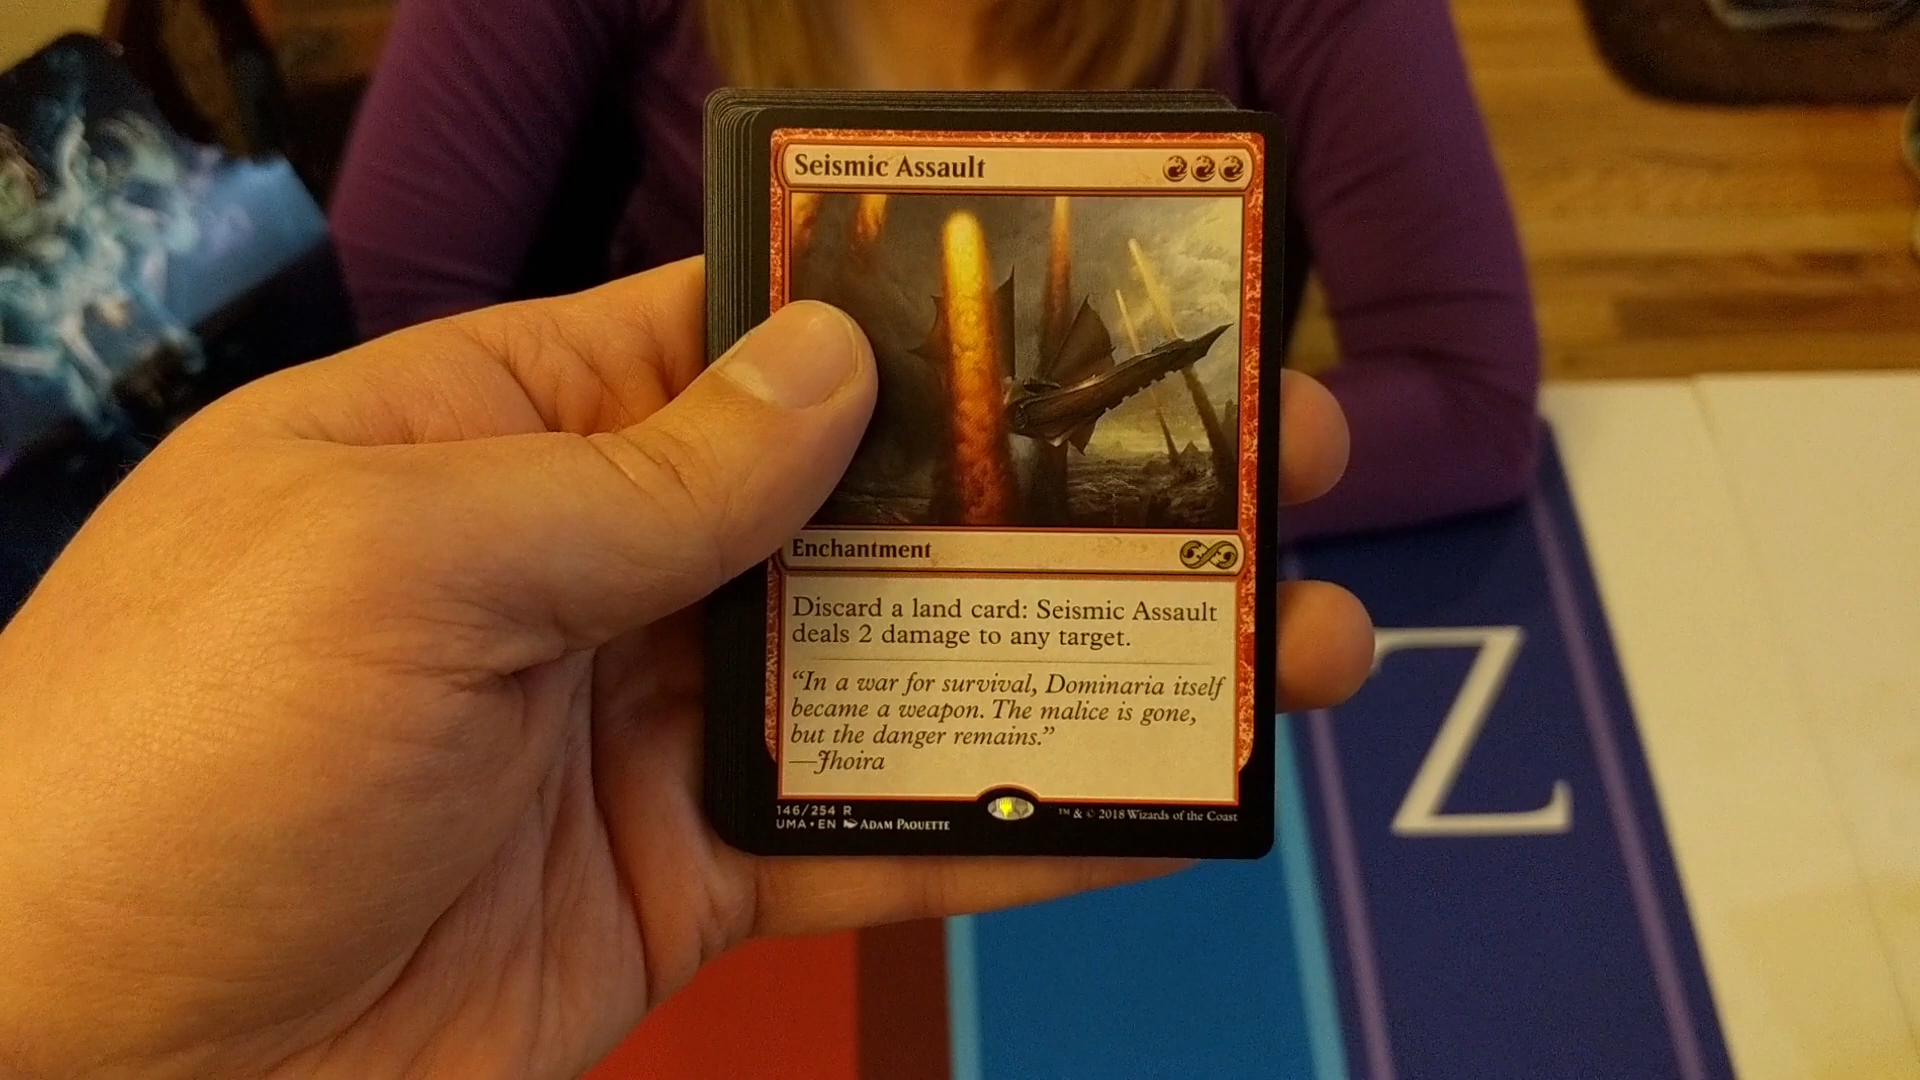 Seismic Assault
Enchantment
Discard a land card: Seismic Assault
deals 2 damage to any target.
“In a war for survival, Dominaria itself
became a weapon. The malice is gone,
but the danger remains.”
—Jhoira
146/254 R
UMA • EN ADAM PAQUETTE
™ & © 2018 Wizards of the Coast
Z